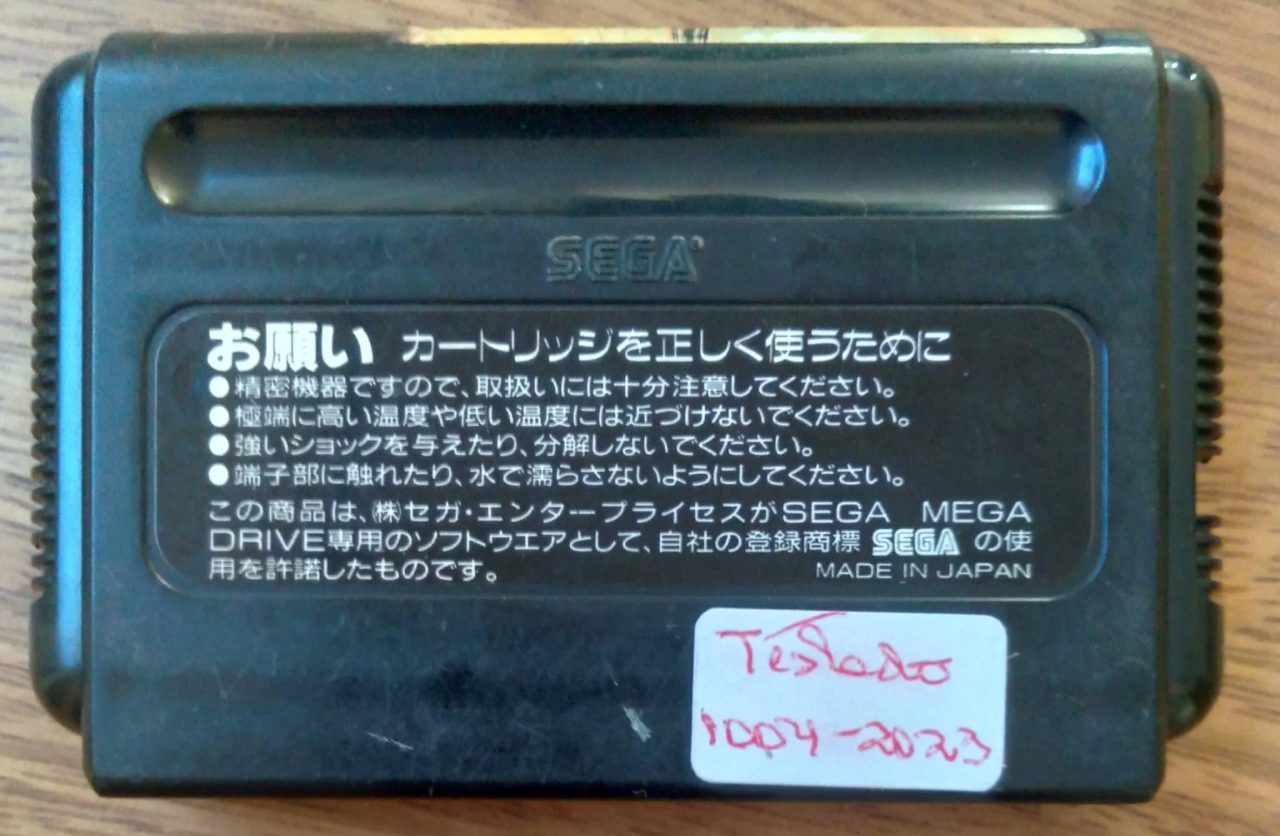 SEGA
お願い カートリッジを正しく使うために
●精密機器ですので、取扱いには十分注意してください。
●極端に高い温度や低い温度には近づけないでください。
●強いショックを与えたり、分解しないでください。
●端子部に触れたり、水で濡らさないようにしてください。
この商品は、㈱セガ・エンタープライセスがSEGA MEGA
DRIVE専用のソフトウエアとして、自社の登録商標 SEGA の使
用を許諾したものです。 MADE IN JAPAN
Testado
-2023